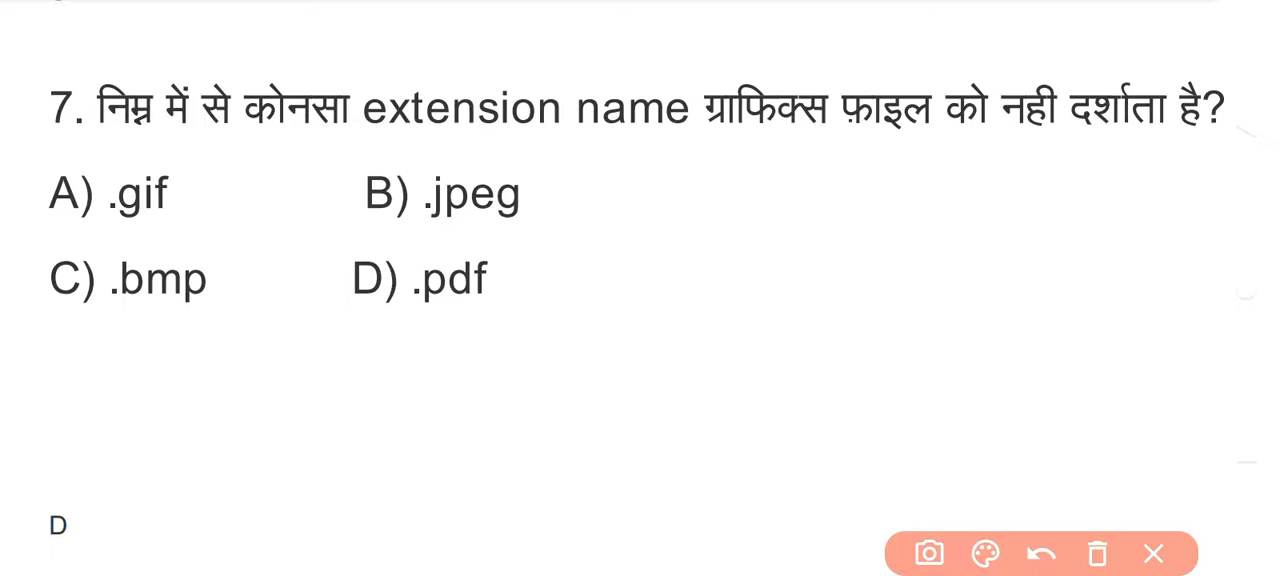 7. निम्न में से कोनसा extension name ग्राफिक्स फ़ाइल को नही दर्शाता है?
A) .gif B) .jpeg
C) .bmp D) .pdf
D